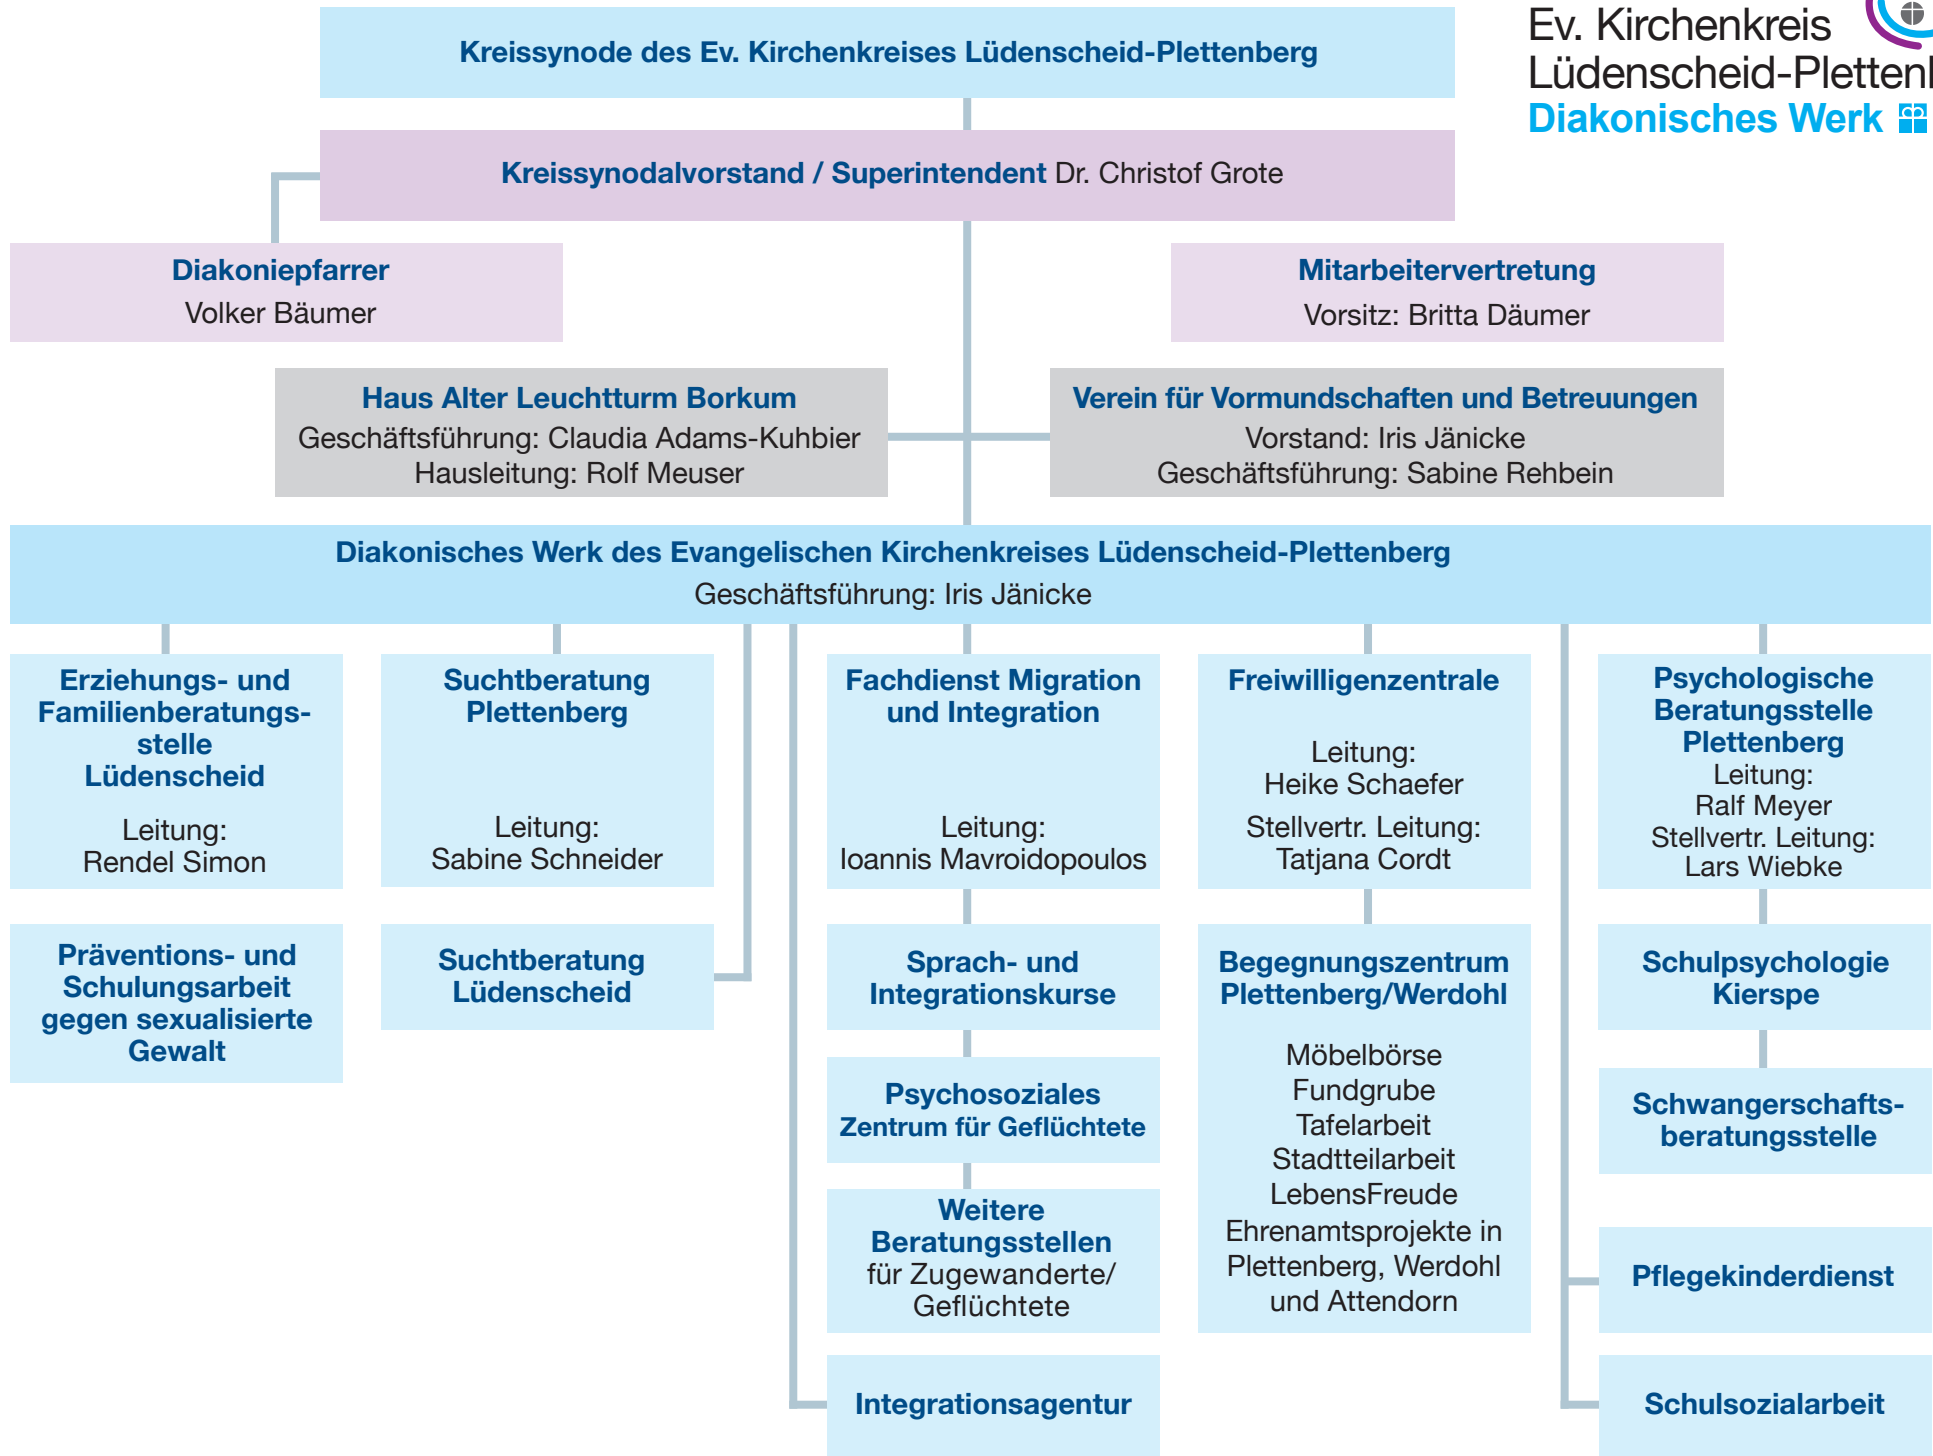 Ev. Kirchenkreis
Lüdenscheid-Plettenb
Diakonisches Werk
Kreissynode des Ev. Kirchenkreises Lüdenscheid-Plettenberg
Kreissynodalvorstand / Superintendent Dr. Christof Grote
Diakoniepfarrer
Volker Bäumer
Mitarbeitervertretung
Vorsitz: Britta Däumer
Haus Alter Leuchtturm Borkum
Geschäftsführung: Claudia Adams-Kuhbier
Hausleitung: Rolf Meuser
Verein für Vormundschaften und Betreuungen
Vorstand: Iris Jänicke
Geschäftsführung: Sabine Rehbein
Diakonisches Werk des Evangelischen Kirchenkreises Lüdenscheid-Plettenberg
Geschäftsführung: Iris Jänicke
Erziehungs- und
Familienberatungs-
stelle
Lüdenscheid
Leitung:
Rendel Simon
Präventions- und
Schulungsarbeit
gegen sexualisierte
Gewalt
Suchtberatung
Plettenberg
Leitung:
Sabine Schneider
Suchtberatung
Lüdenscheid
Fachdienst Migration
und Integration
Leitung:
Ioannis Mavroidopoulos
Sprach- und
Integrationskurse
Psychosoziales
Zentrum für Geflüchtete
Weitere
Beratungsstellen
für Zugewanderte/
Geflüchtete
Integrationsagentur
Freiwilligenzentrale
Leitung:
Heike Schaefer
Stellvertr. Leitung:
Tatjana Cordt
Begegnungszentrum
Plettenberg/Werdohl
Möbelbörse
Fundgrube
Tafelarbeit
Stadtteilarbeit
LebensFreude
Ehrenamtsprojekte in
Plettenberg, Werdohl
und Attendorn
Psychologische
Beratungsstelle
Plettenberg
Leitung:
Ralf Meyer
Stellvertr. Leitung:
Lars Wiebke
Schulpsychologie
Kierspe
Schwangerschafts-
beratungsstelle
Pflegekinderdienst
Schulsozialarbeit